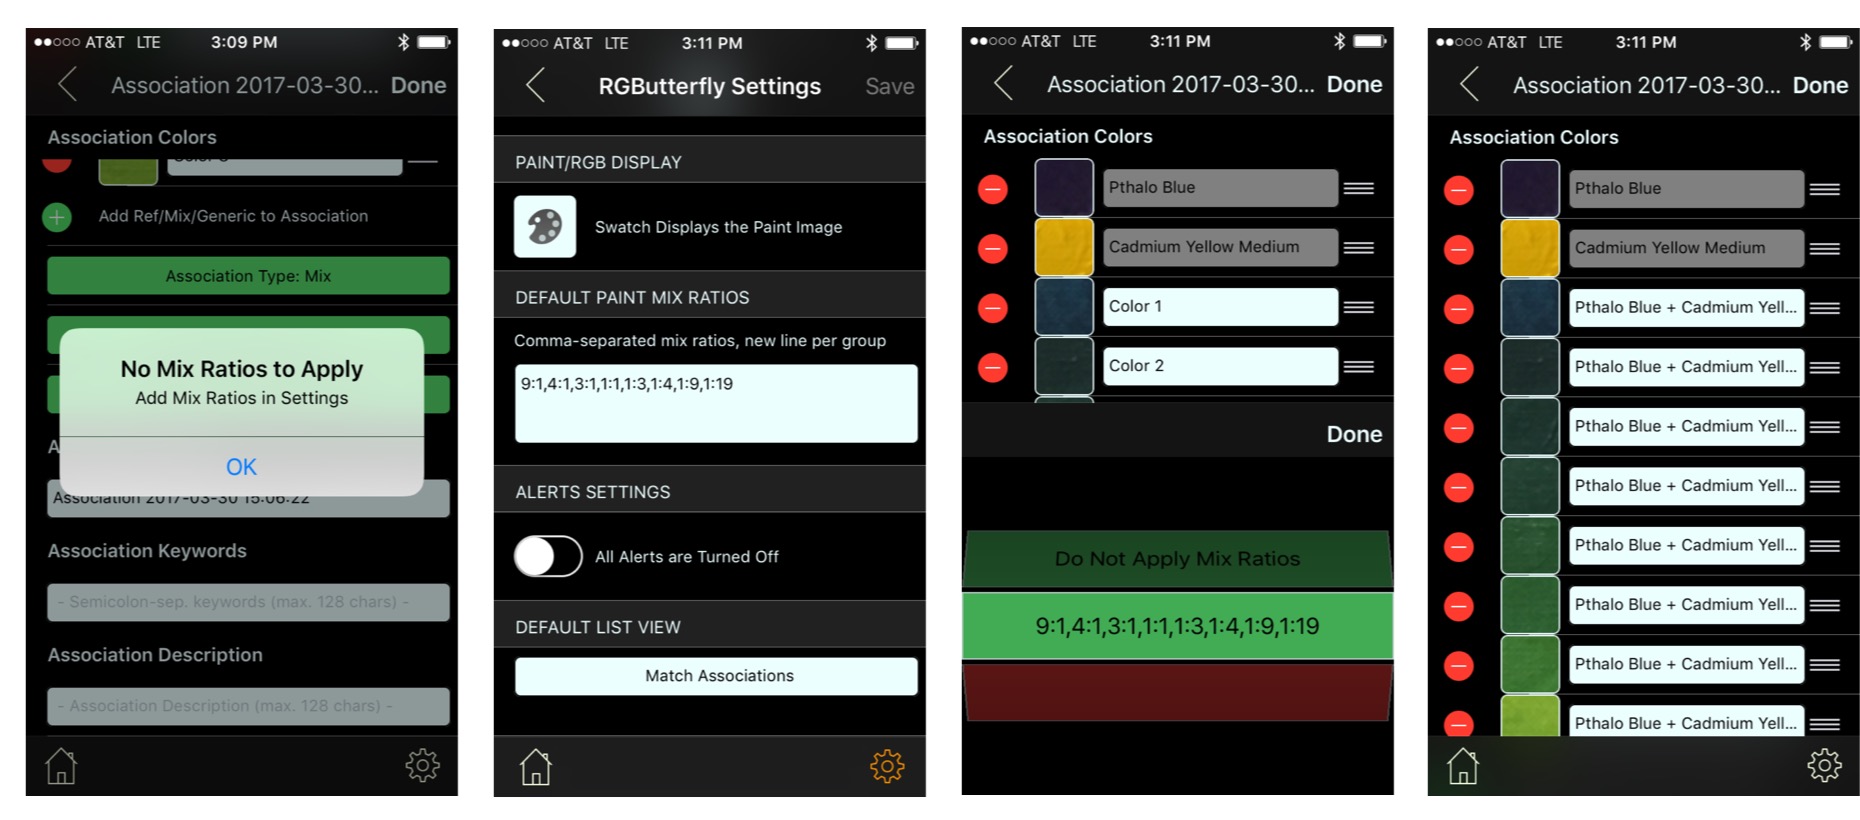 AT&T LTE 3:09 PM
Association 2017-03-30... Done
Association Colors
Add Ref/Mix/Generic to Association
Association Type: Mix
No Mix Ratios to Apply
Add Mix Ratios in Settings
OK
Association 2017-03-30 15:06:22
Association Keywords
- Semicolon-sep. keywords (max. 128 chars) -
Association Description
- Association Description (max. 128 chars) -
AT&T LTE 3:11 PM
RGButterfly Settings Save
PAINT/RGB DISPLAY
Swatch Displays the Paint Image
DEFAULT PAINT MIX RATIOS
Comma-separated mix ratios, new line per group
9:1,4:1,3:1,1:1,1:3,1:4,1:9,1:19
ALERTS SETTINGS
All Alerts are Turned Off
DEFAULT LIST VIEW
Match Associations
AT&T LTE 3:11 PM
Association 2017-03-30... Done
Association Colors
Pthalo Blue
Cadmium Yellow Medium
Color 1
Color 2
Done
Do Not Apply Mix Ratios
9:1,4:1,3:1,1:1,1:3,1:4,1:9,1:19
AT&T LTE 3:11 PM
Association 2017-03-30... Done
Association Colors
Pthalo Blue
Cadmium Yellow Medium
Pthalo Blue + Cadmium Yell...
Pthalo Blue + Cadmium Yell...
Pthalo Blue + Cadmium Yell...
Pthalo Blue + Cadmium Yell...
Pthalo Blue + Cadmium Yell...
Pthalo Blue + Cadmium Yell...
Pthalo Blue + Cadmium Yell...
Pthalo Blue + Cadmium Yell...